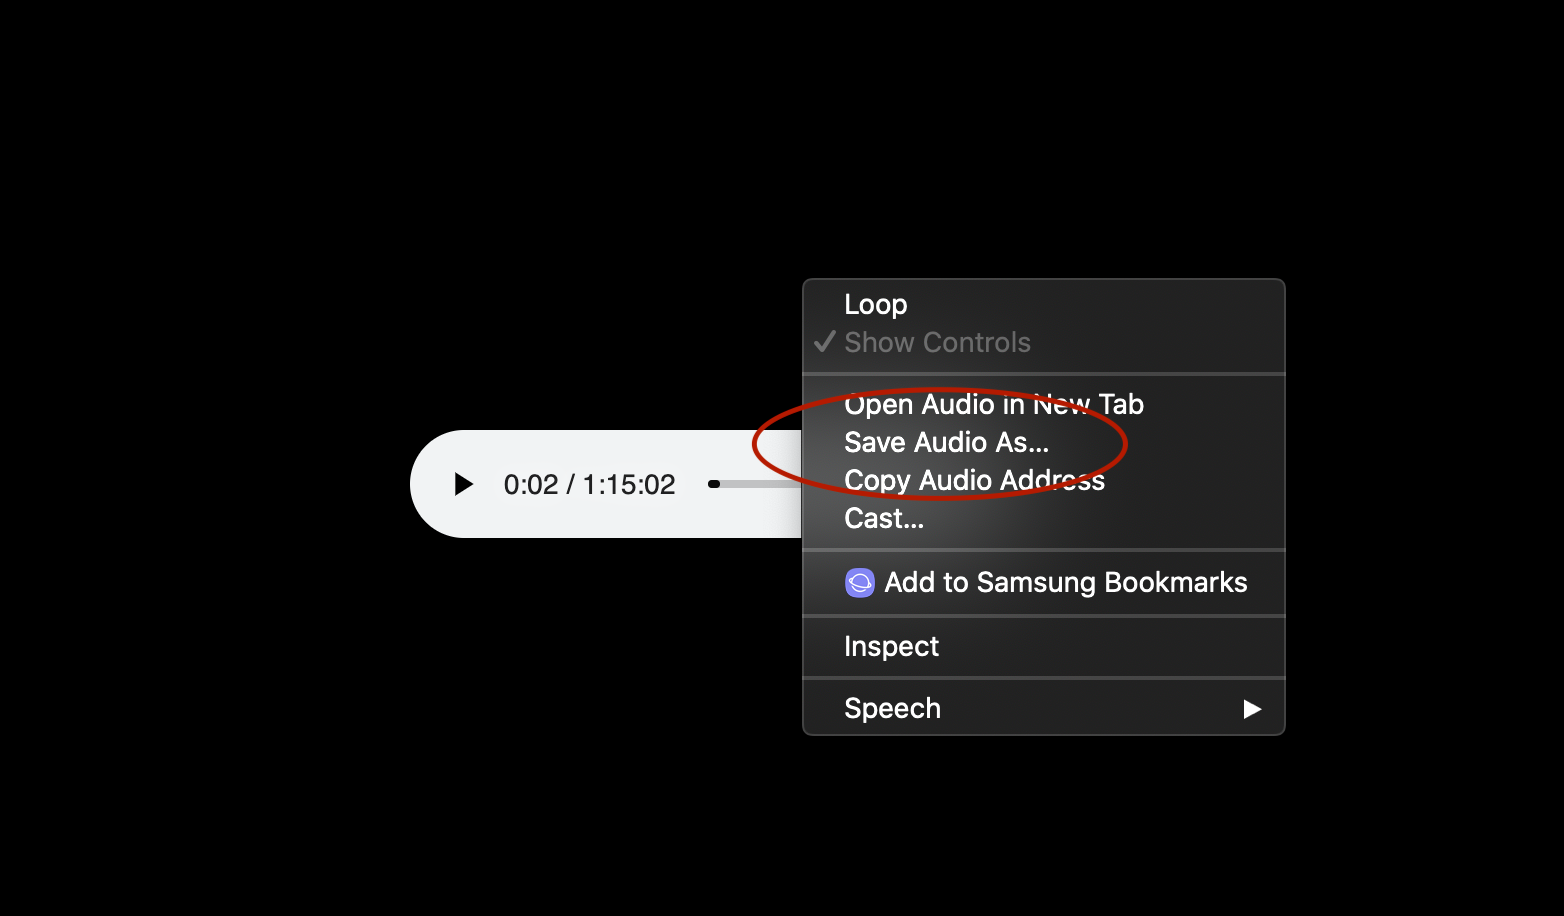 Loop
Show Controls
Open Audio in New Tab
Save Audio As...
Copy Audio Address
Cast...
0:02 / 1:15:02
Add to Samsung Bookmarks
Inspect
Speech